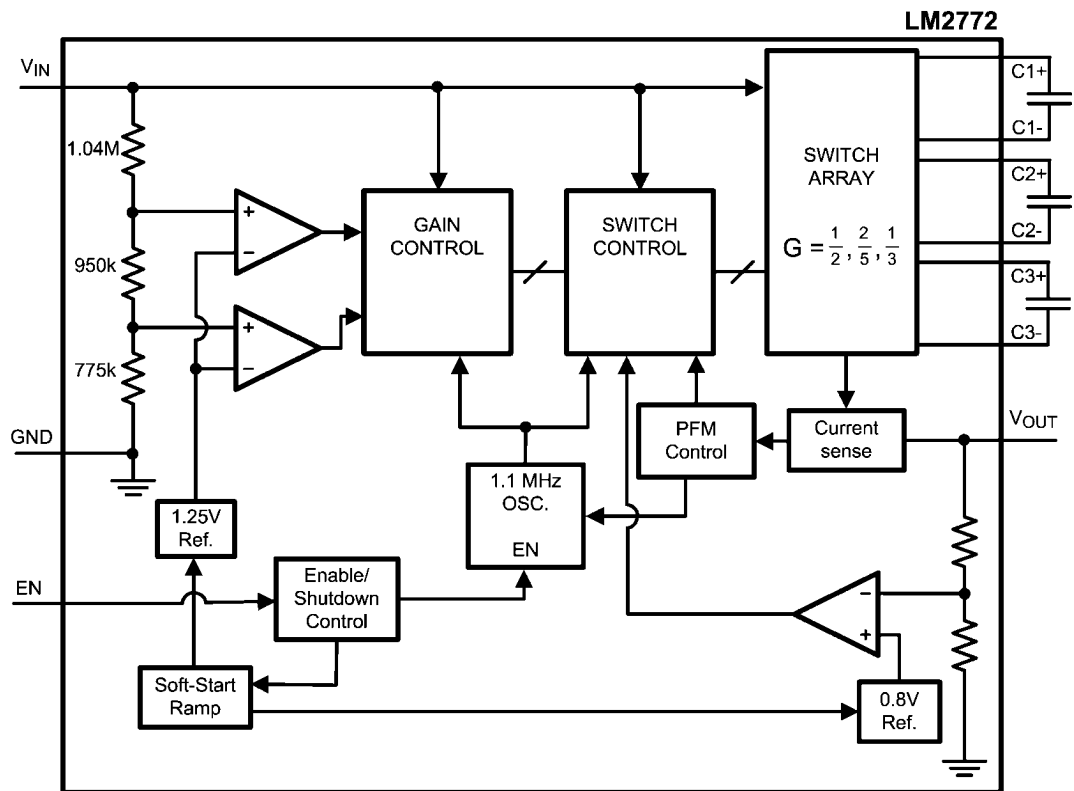 LM2772
VIN
C1+
1.04M
C1-
SWITCH
ARRAY
C2+
GAIN
CONTROL
SWITCH
CONTROL
+
−
C2-
G = 1/2, 2/5, 1/3
950k
C3+
+
C3-
775k
−
GND
PFM
Control
Current
sense
VOUT
1.1 MHz
OSC.
EN
1.25V
Ref.
EN
Enable/
Shutdown
Control
−
+
Soft-Start
Ramp
0.8V
Ref.